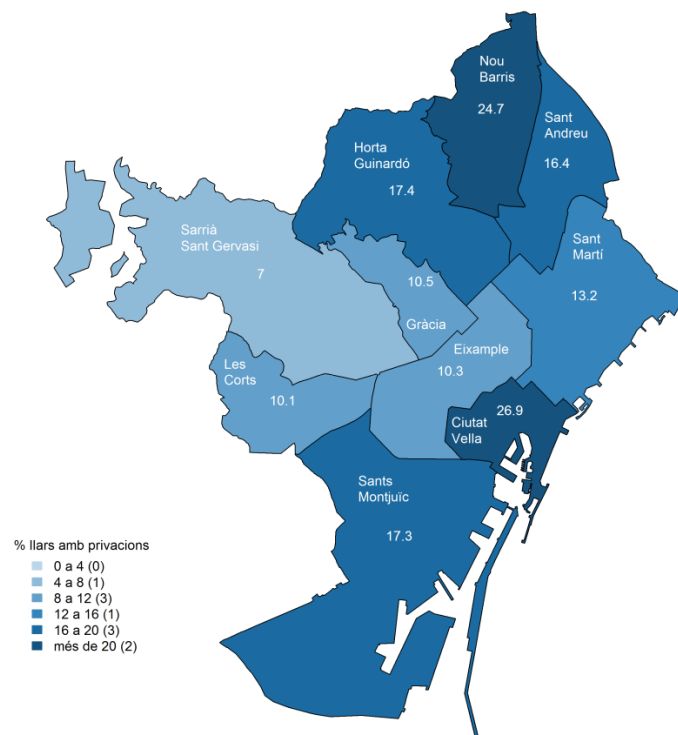 Nou
Barris
24.7
Sant
Andreu
16.4
Horta
Guinardó
17.4
Sarrià
Sant Gervasi
7
Sant
Martí
13.2
10.5
Gràcia
Eixample
10.3
Les
Corts
10.1
26.9
Ciutat
Vella
Sants
Montjuïc
17.3
% llars amb privacions
0 a 4 (0)
4 a 8 (1)
8 a 12 (3)
12 a 16 (1)
16 a 20 (3)
més de 20 (2)